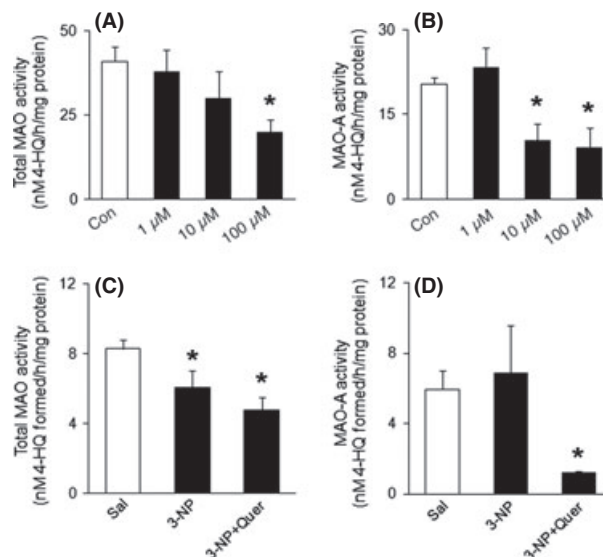 (A)
Total MAO activity
(nM 4-HQ/h/mg protein)
50
25
0
*
Con
1 µM
10 µM
100 µM
(B)
MAO-A activity
(nM 4-HQ/h/mg protein)
30
15
0
*
*
Con
1 µM
10 µM
100 µM
(C)
Total MAO activity
(nM 4-HQ formed/h/mg protein)
12
8
4
0
*
*
Sal
3-NP
3-NP+Quer
(D)
MAO-A activity
(nM 4-HQ formed/h/mg protein)
12
6
0
*
Sal
3-NP
3-NP+Quer